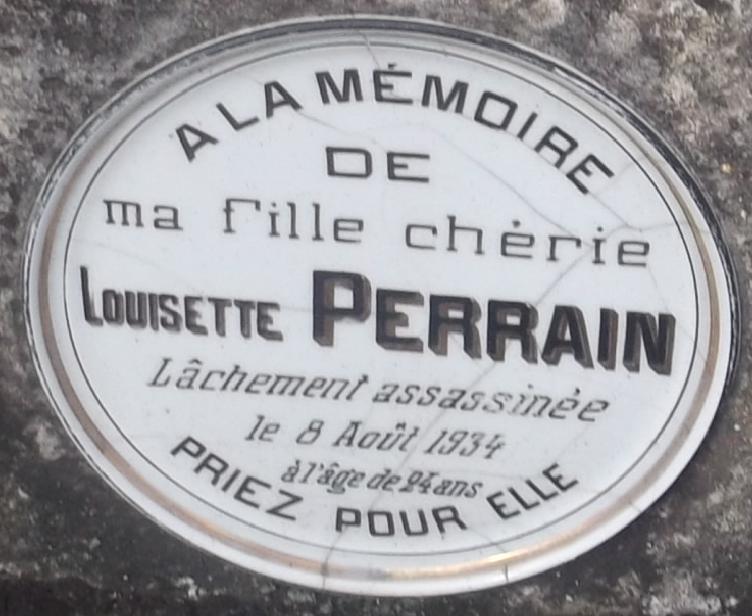 A LA MÉMOIRE
DE
ma fille chérie
LOUISETTE PERRAIN
Lâchement assassinée
le 8 Août 1934
à l'âge de 24 ans
PRIEZ POUR ELLE